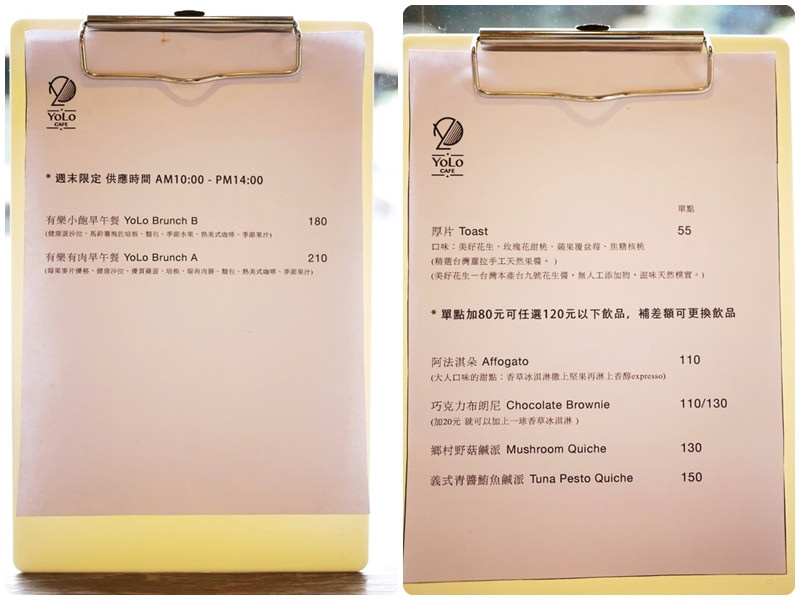 YoLo
CAFE
* 週末限定 供應時間 AM10:00 - PM14:00
有樂小飽早午餐 YoLo Brunch B 180
(健康蛋沙拉、馬鈴薯塊佐培根、麵包、季節水果、熱美式咖啡、季節果汁)
有樂有肉早午餐 YoLo Brunch A 210
(莓果麥片優格、健康沙拉、優質雞蛋、培根、瑞典肉腸、麵包、熱美式咖啡、季節果汁)
YoLo
CAFE
單點
厚片 Toast 55
口味：美好花生、玫瑰花甜桃、蘋果覆盆莓、焦糖核桃
(精選台灣蘿拉手工天然果醬。)
(美好花生－台灣本產台九號花生醬，無人工添加物，滋味天然樸實。)
* 單點加80元可任選120元以下飲品，補差額可更換飲品
阿法淇朵 Affogato 110
(大人口味的甜點：香草冰淇淋撒上堅果再淋上香醇expresso)
巧克力布朗尼 Chocolate Brownie 110/130
(加20元 就可以加上一球香草冰淇淋 )
鄉村野菇鹹派 Mushroom Quiche 130
義式青醬鮪魚鹹派 Tuna Pesto Quiche 150